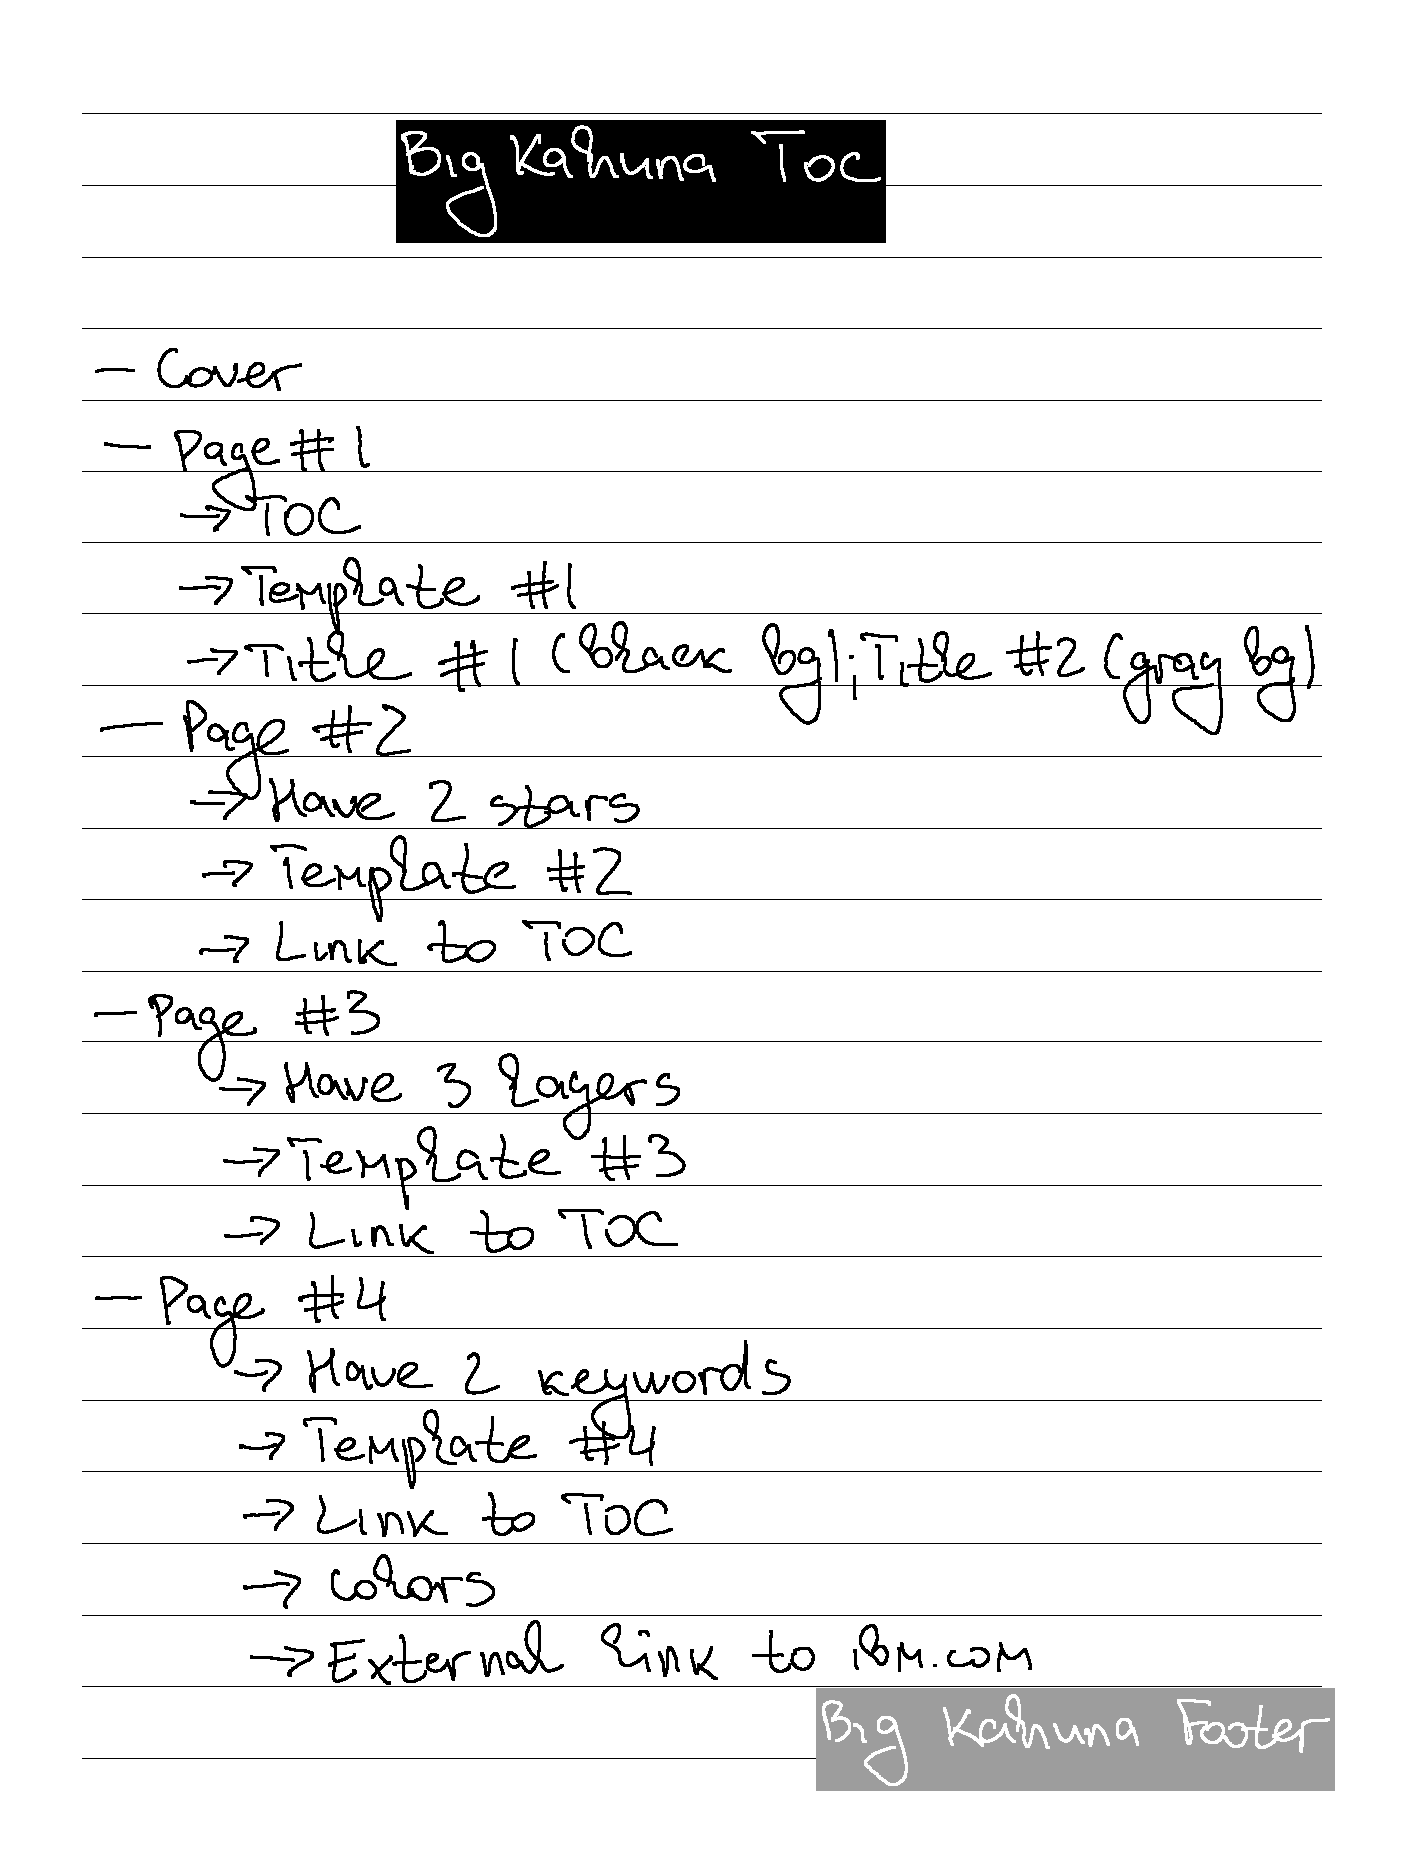 Big Kahuna TOC
— Cover
— Page #1
→ TOC
→ Template #1
→ Title #1 (black bg); Title #2 (gray bg)
— Page #2
→ Have 2 stars
→ Template #2
→ Link to TOC
— Page #3
→ Have 3 layers
→ Template #3
→ Link to TOC
— Page #4
→ Have 2 keywords
→ Template #4
→ Link to TOC
→ Colors
→ External link to ibm.com
Big Kahuna Footer